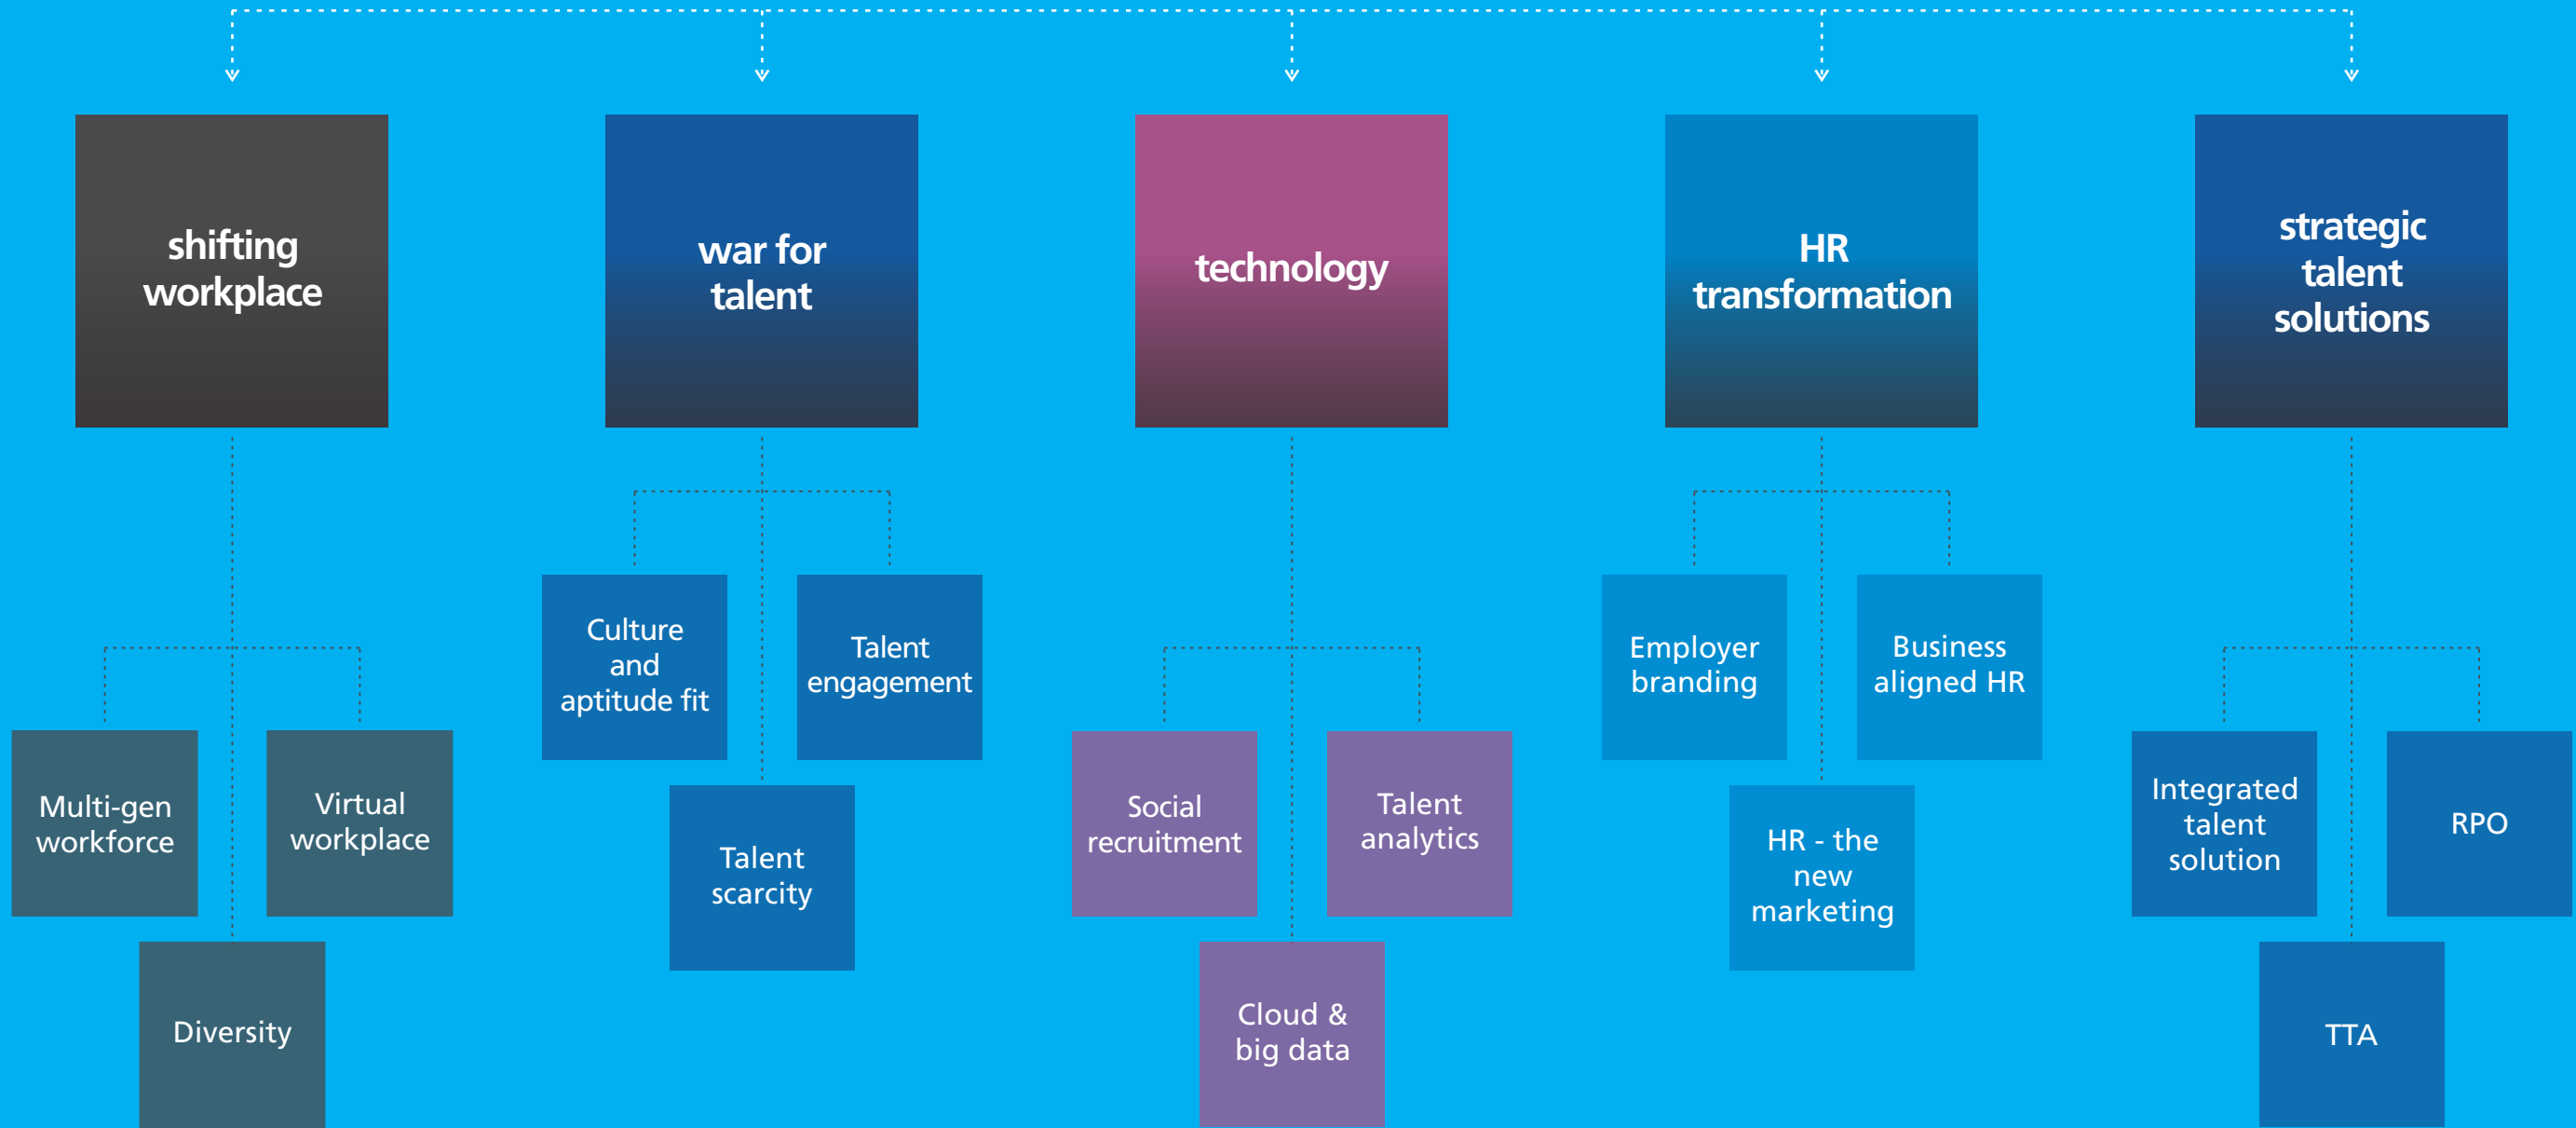 shifting
workplace
war for
talent
technology
HR
transformation
strategic
talent
solutions
Multi-gen
workforce
Virtual
workplace
Diversity
Culture
and
aptitude fit
Talent
engagement
Talent
scarcity
Social
recruitment
Talent
analytics
Cloud &
big data
Employer
branding
Business
aligned HR
HR - the
new
marketing
Integrated
talent
solution
RPO
TTA